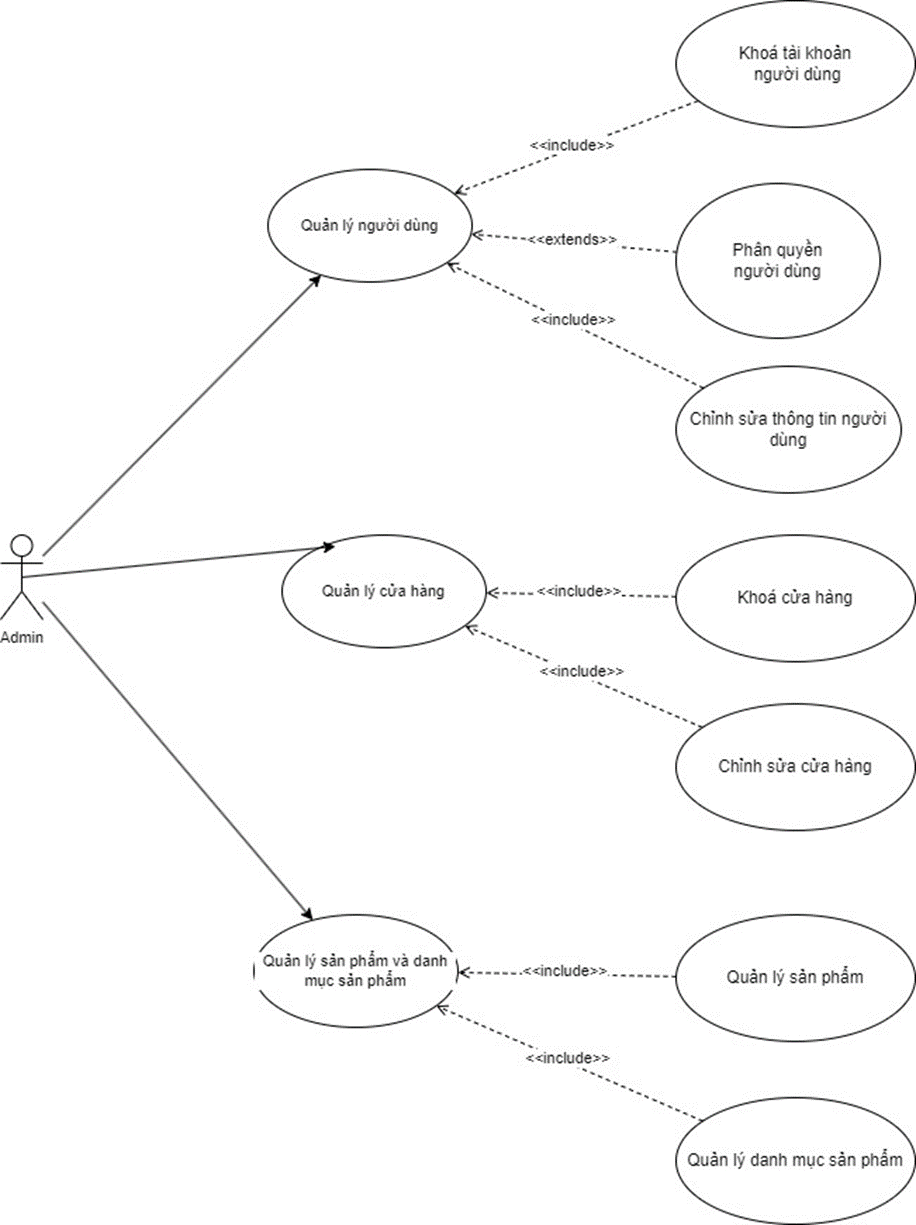 Khoá tài khoản
người dùng
<<include>>
Quản lý người dùng
<<extends>>
Phân quyền
người dùng
<<include>>
Chỉnh sửa thông tin người
dùng
Admin
Quản lý cửa hàng
<<include>>
Khoá cửa hàng
<<include>>
Chỉnh sửa cửa hàng
Quản lý sản phẩm và danh
mục sản phẩm
<<include>>
Quản lý sản phẩm
<<include>>
Quản lý danh mục sản phẩm